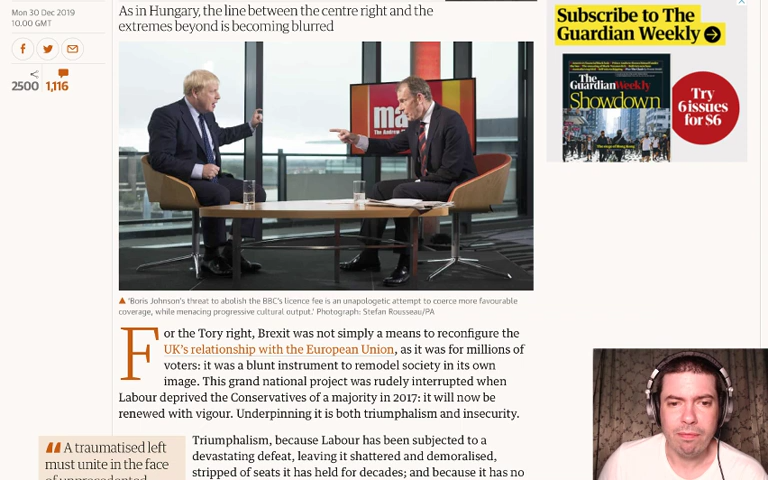 Mon 30 Dec 2019
10.00 GMT
2500 1,116
As in Hungary, the line between the centre right and the
extremes beyond is becoming blurred
ma
The Andrew
▲ 'Boris Johnson's threat to abolish the BBC's licence fee is an unapologetic attempt to coerce more favourable
coverage, while menacing progressive cultural output.' Photograph: Stefan Rousseau/PA
For the Tory right, Brexit was not simply a means to reconfigure the
UK's relationship with the European Union, as it was for millions of
voters: it was a blunt instrument to remodel society in its own
image. This grand national project was rudely interrupted when
Labour deprived the Conservatives of a majority in 2017: it will now be
renewed with vigour. Underpinning it is both triumphalism and insecurity.
A traumatised left
must unite in the face
of unprecedented
Triumphalism, because Labour has been subjected to a
devastating defeat, leaving it shattered and demoralised,
stripped of seats it has held for decades; and because it has no
Subscribe to The
Guardian Weekly
The
Guardian Weekly
Showdown
Try
6 issues
for $6